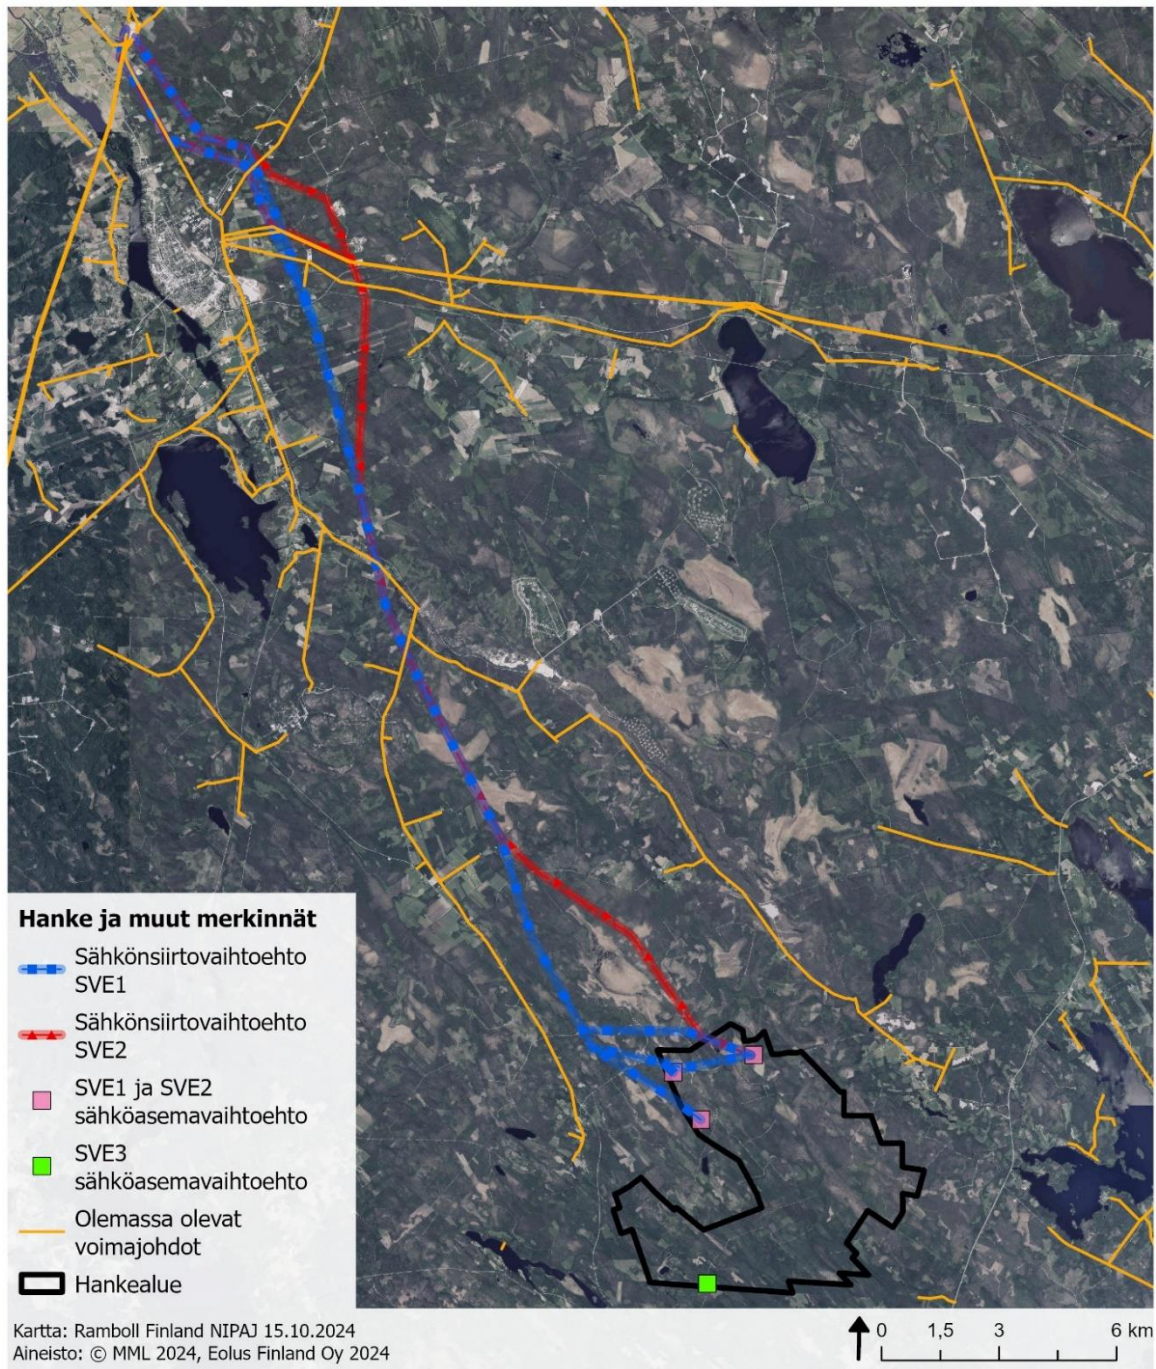 Hanke ja muut merkinnät
Sähkönsiirtovaihtoehto
SVE1
Sähkönsiirtovaihtoehto
SVE2
SVE1 ja SVE2
sähköasemavaihtoehto
SVE3
sähköasemavaihtoehto
Olemassa olevat
voimajohdot
Hankealue
Kartta: Ramboll Finland NIPAJ 15.10.2024
Aineisto: © MML 2024, Eolus Finland Oy 2024
0 1,5 3 6 km